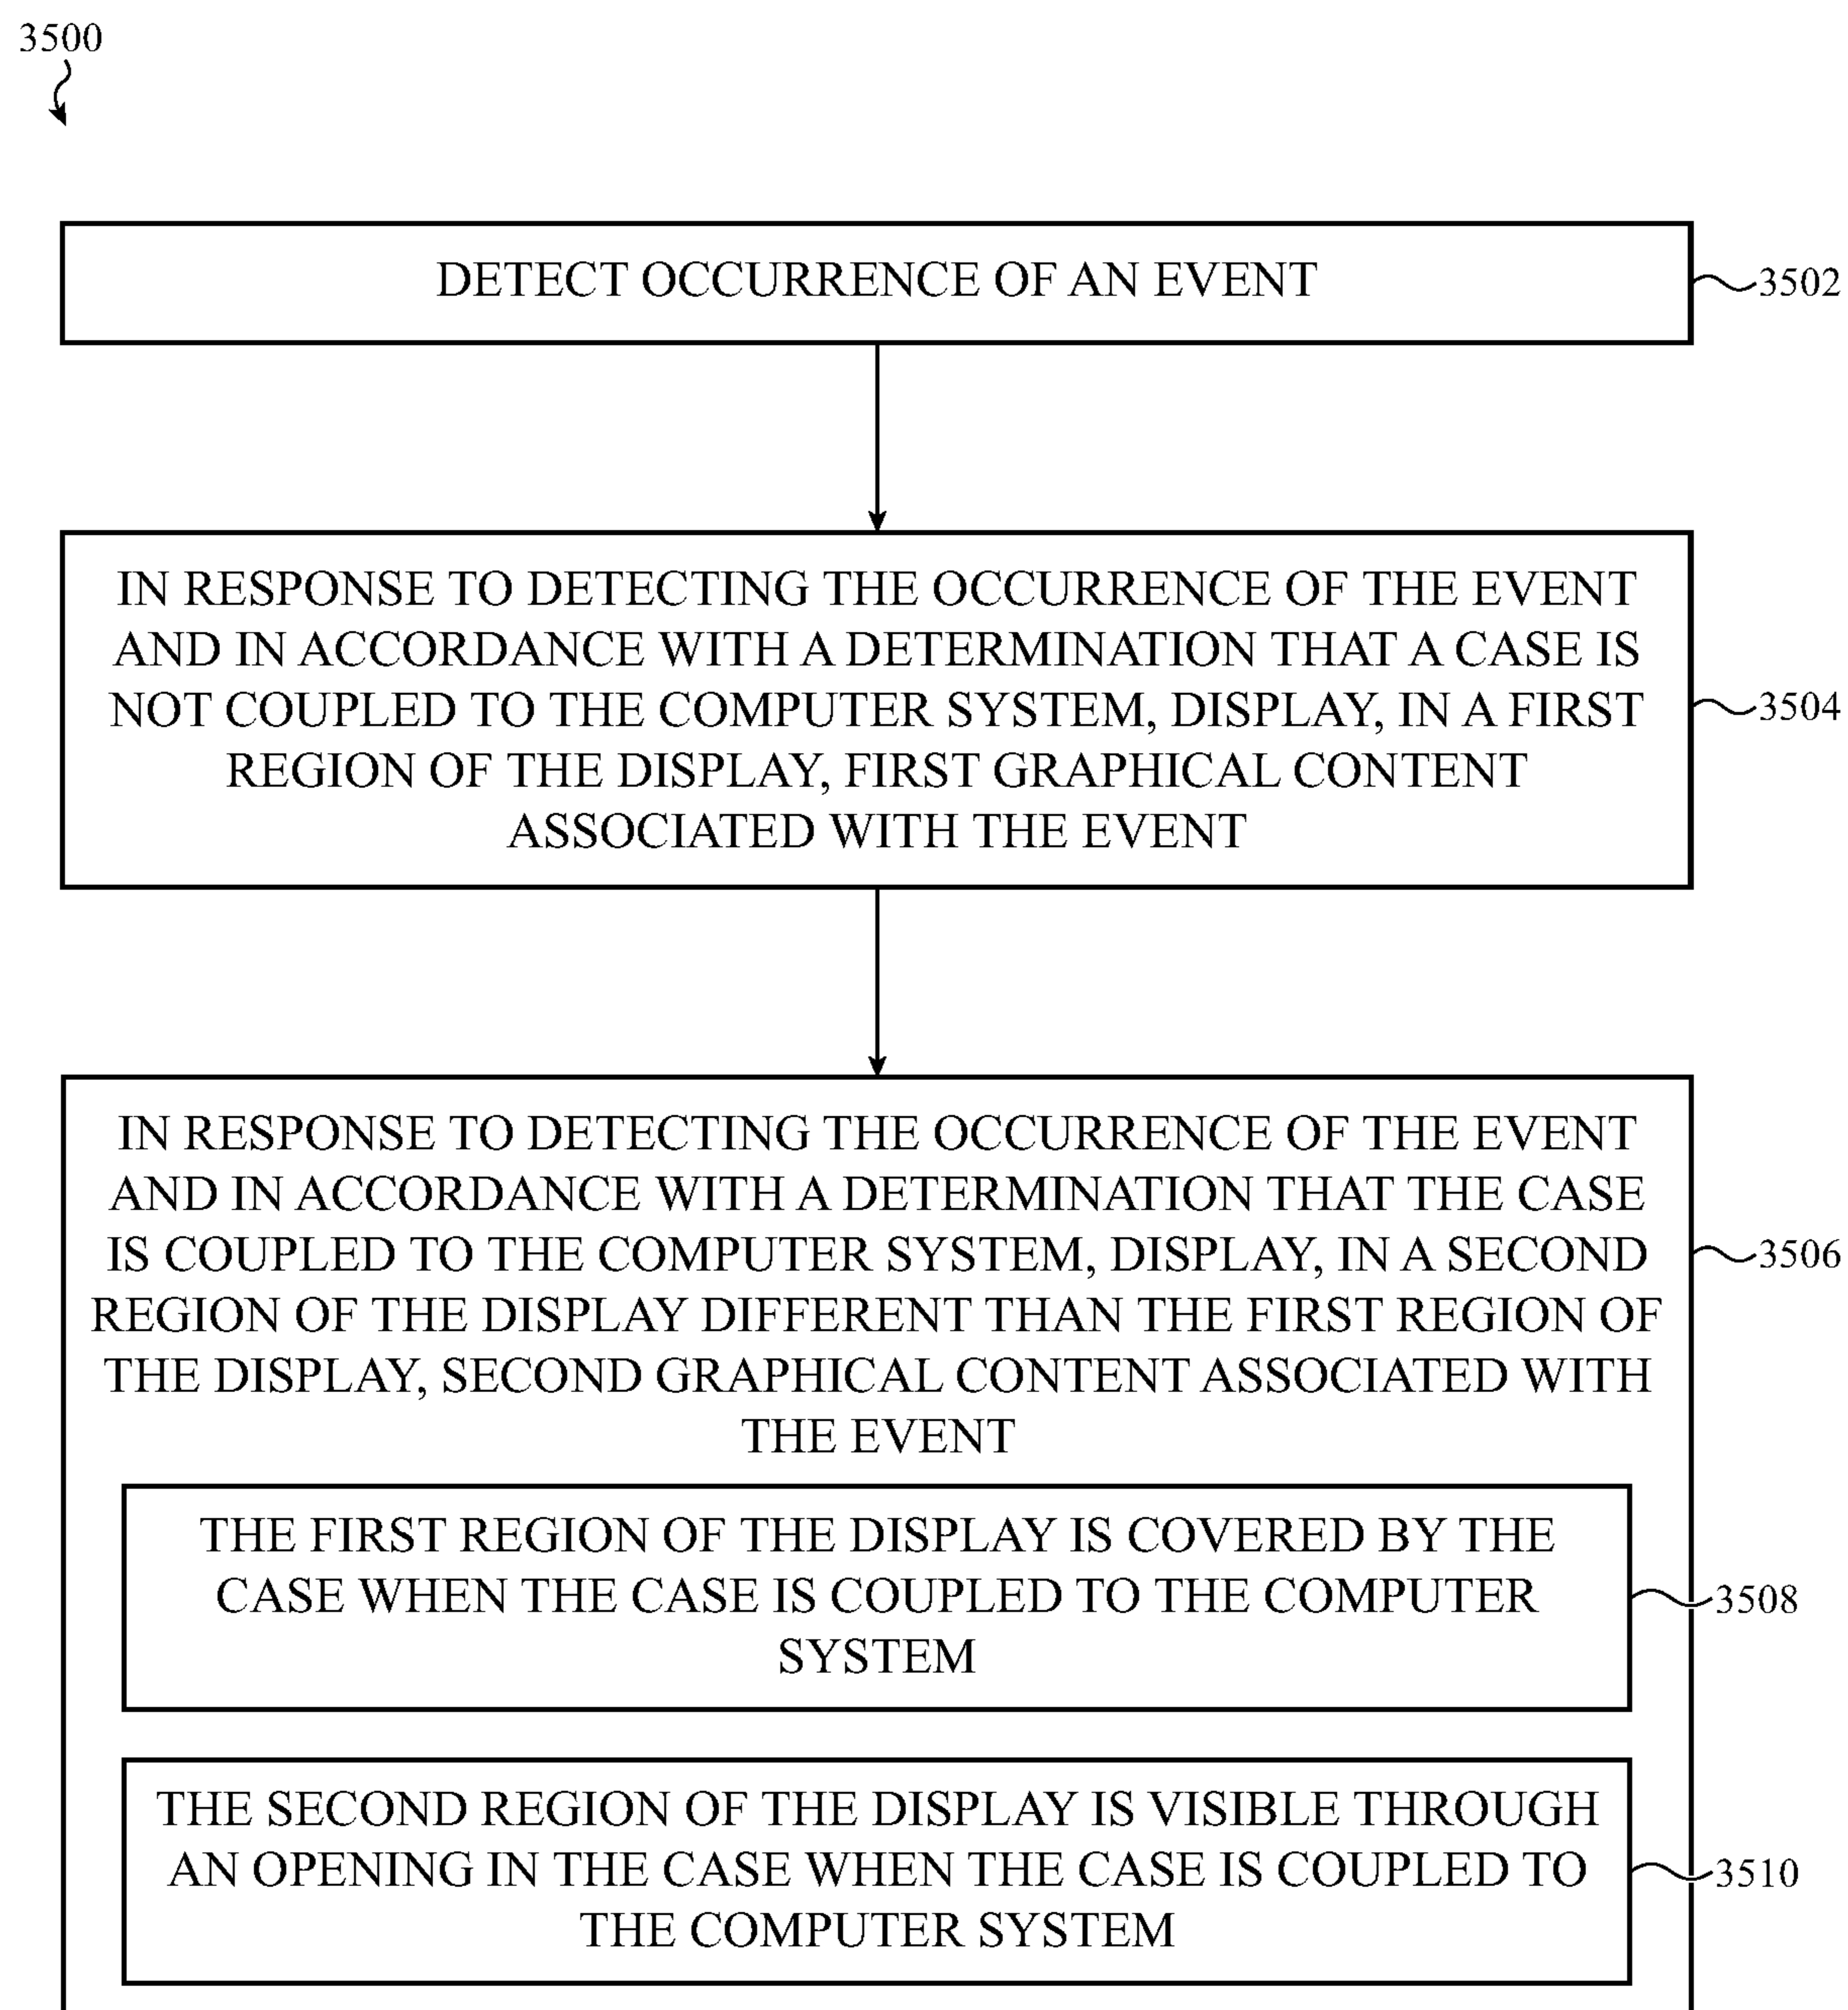 3500
DETECT OCCURRENCE OF AN EVENT
3502
IN RESPONSE TO DETECTING THE OCCURRENCE OF THE EVENT
AND IN ACCORDANCE WITH A DETERMINATION THAT A CASE IS
NOT COUPLED TO THE COMPUTER SYSTEM, DISPLAY, IN A FIRST
REGION OF THE DISPLAY, FIRST GRAPHICAL CONTENT
ASSOCIATED WITH THE EVENT
3504
IN RESPONSE TO DETECTING THE OCCURRENCE OF THE EVENT
AND IN ACCORDANCE WITH A DETERMINATION THAT THE CASE
IS COUPLED TO THE COMPUTER SYSTEM, DISPLAY, IN A SECOND
REGION OF THE DISPLAY DIFFERENT THAN THE FIRST REGION OF
THE DISPLAY, SECOND GRAPHICAL CONTENT ASSOCIATED WITH
THE EVENT
3506
THE FIRST REGION OF THE DISPLAY IS COVERED BY THE
CASE WHEN THE CASE IS COUPLED TO THE COMPUTER
SYSTEM
3508
THE SECOND REGION OF THE DISPLAY IS VISIBLE THROUGH
AN OPENING IN THE CASE WHEN THE CASE IS COUPLED TO
THE COMPUTER SYSTEM
3510